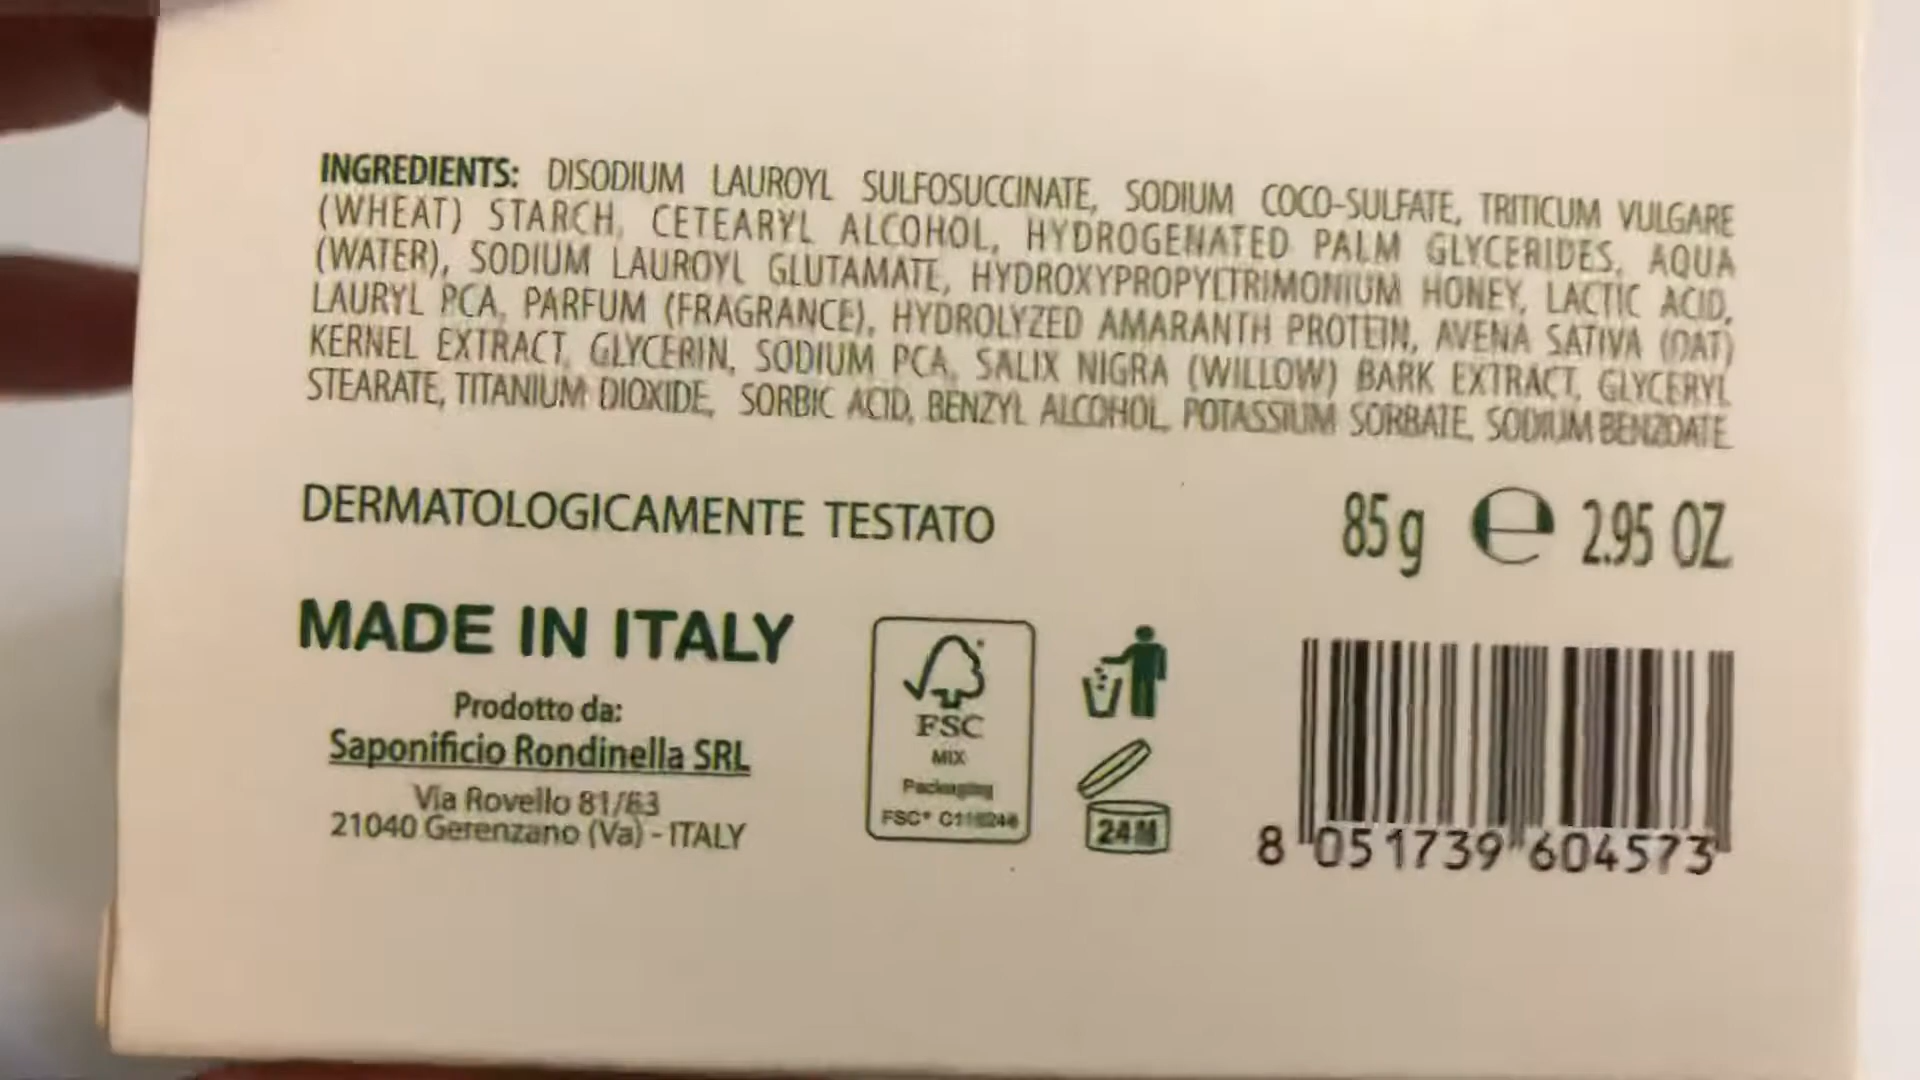 INGREDIENTS: DISODIUM LAUROYL SULFOSUCCINATE, SODIUM COCO-SULFATE, TRITICUM VULGARE
(WHEAT) STARCH, CETEARYL ALCOHOL, HYDROGENATED PALM GLYCERIDES, AQUA
(WATER), SODIUM LAUROYL GLUTAMATE, HYDROXYPROPYLTRIMONIUM HONEY, LACTIC ACID,
LAURYL PCA, PARFUM (FRAGRANCE), HYDROLYZED AMARANTH PROTEIN, AVENA SATIVA (OAT)
KERNEL EXTRACT, GLYCERIN, SODIUM PCA, SALIX NIGRA (WILLOW) BARK EXTRACT, GLYCERYL
STEARATE, TITANIUM DIOXIDE, SORBIC ACID, BENZYL ALCOHOL, POTASSIUM SORBATE, SODIUM BENZOATE
DERMATOLOGICAMENTE TESTATO
85 g e 2.95 OZ
MADE IN ITALY
Prodotto da:
Saponificio Rondinella SRL
Via Rovello
21040 Gerenzano (Va) - ITALY
FSC
MIX
Packaging
FSC®
24M
8 051739 604573